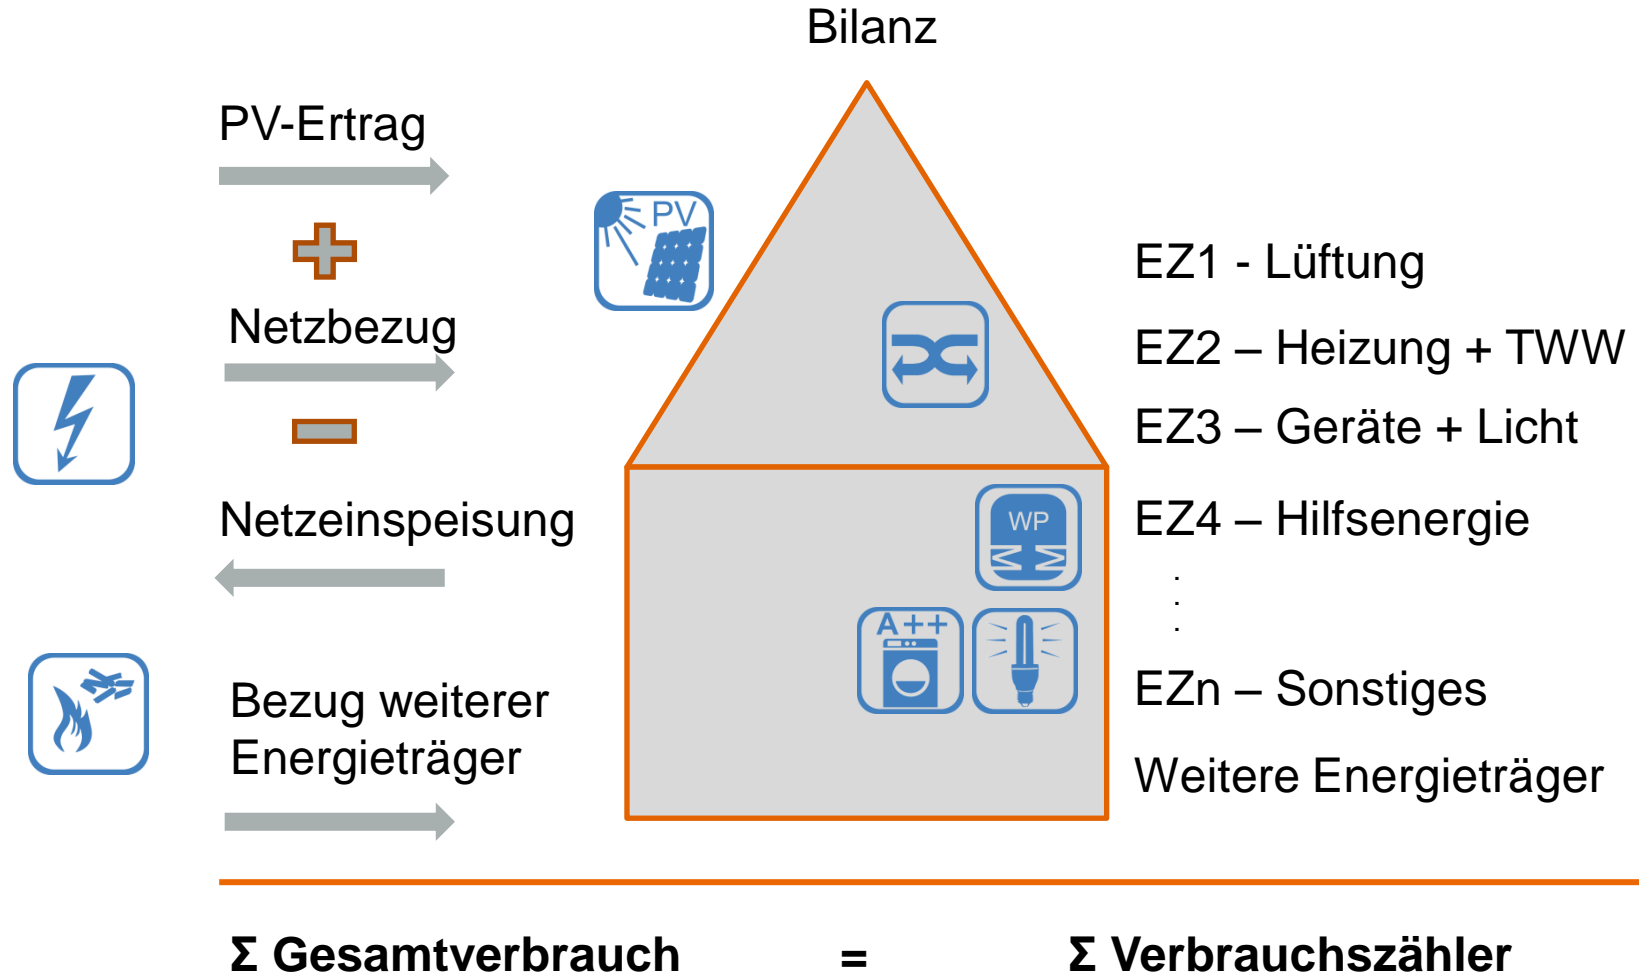 Bilanz
PV-Ertrag
PV
Netzbezug
Netzeinspeisung
Bezug weiterer
Energieträger
WP
A++
EZ1 - Lüftung
EZ2 – Heizung + TWW
EZ3 – Geräte + Licht
EZ4 – Hilfsenergie
.
.
.
EZn – Sonstiges
Weitere Energieträger
Σ Gesamtverbrauch = Σ Verbrauchszähler